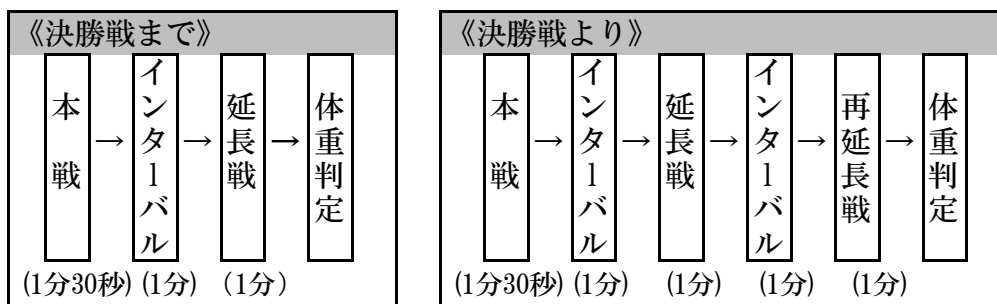 《決勝戦まで》
本戦
→
インターバル
→
延長戦
→
体重判定
(1分30秒) (1分) (1分)
《決勝戦より》
本戦
→
インターバル
→
延長戦
→
インターバル
→
再延長戦
→
体重判定
(1分30秒) (1分) (1分) (1分) (1分)